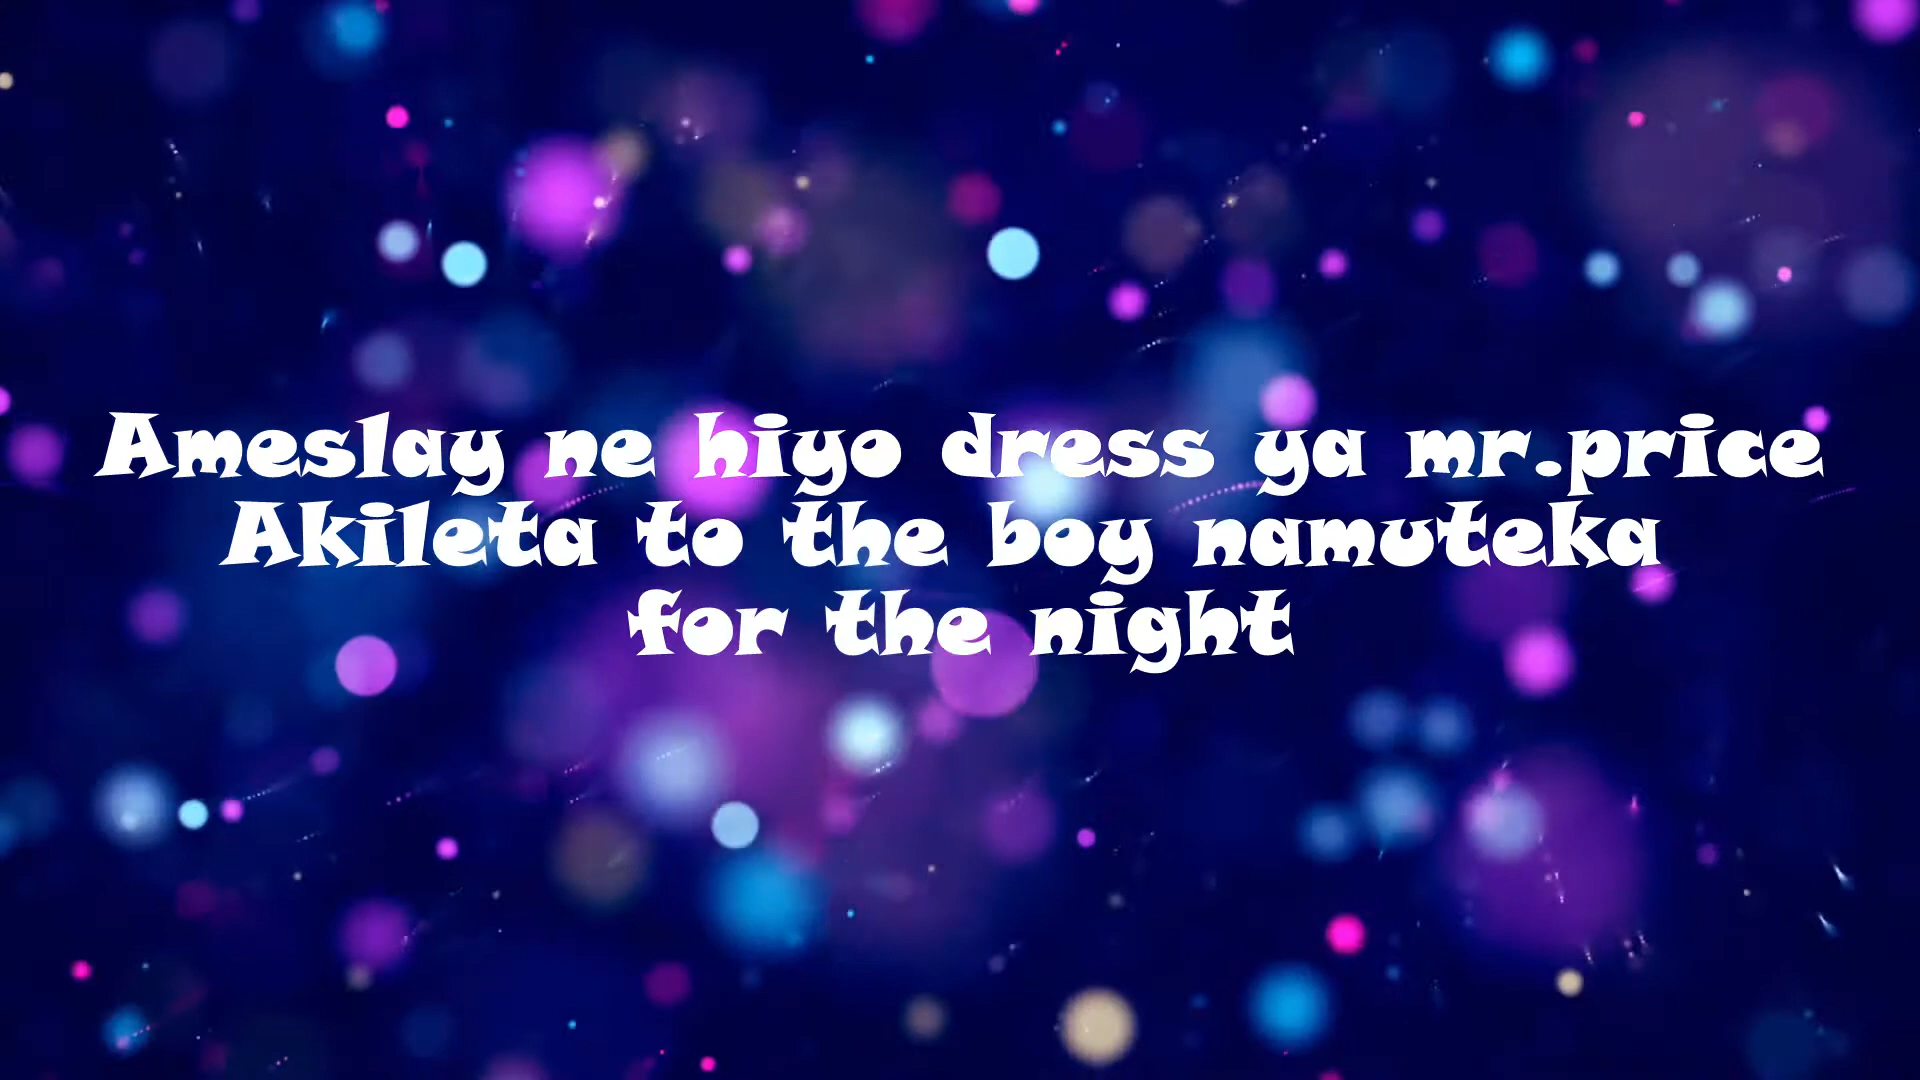 Ameslay ne hiyo dress ya mr.price
Akileta to the boy namuteka
for the night